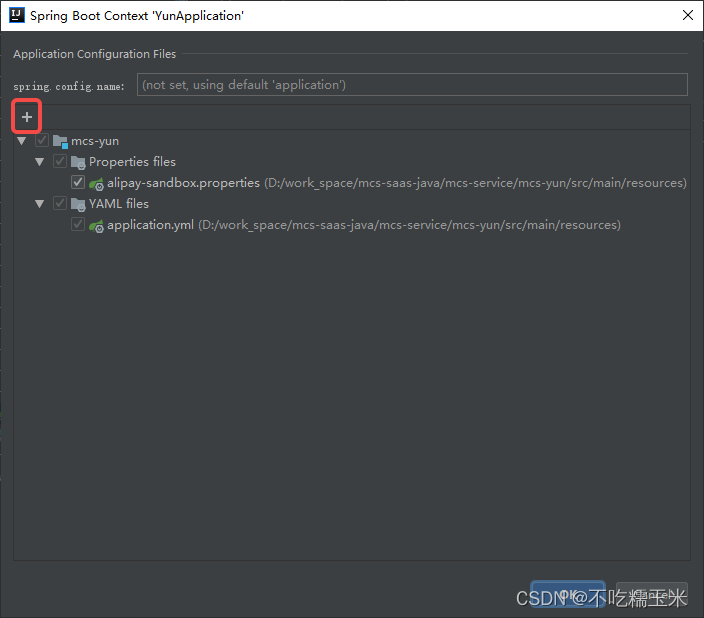 Spring Boot Context 'YunApplication'
Application Configuration Files
spring.config.name: (not set, using default 'application')
+
mcs-yun
Properties files
alipay-sandbox.properties (D:/work_space/mcs-saas-java/mcs-service/mcs-yun/src/main/resources)
YAML files
application.yml (D:/work_space/mcs-saas-java/mcs-service/mcs-yun/src/main/resources)
OK Cancel
CSDN @不吃糯玉米